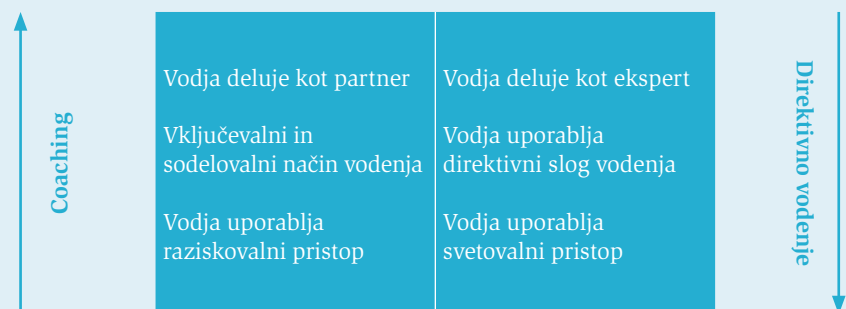 Coaching
Vodja deluje kot partner
Vključevalni in
sodelovalni način vodenja
Vodja uporablja
raziskovalni pristop
Vodja deluje kot ekspert
Vodja uporablja
direktivni slog vodenja
Vodja uporablja
svetovalni pristop
Direktivno vodenje